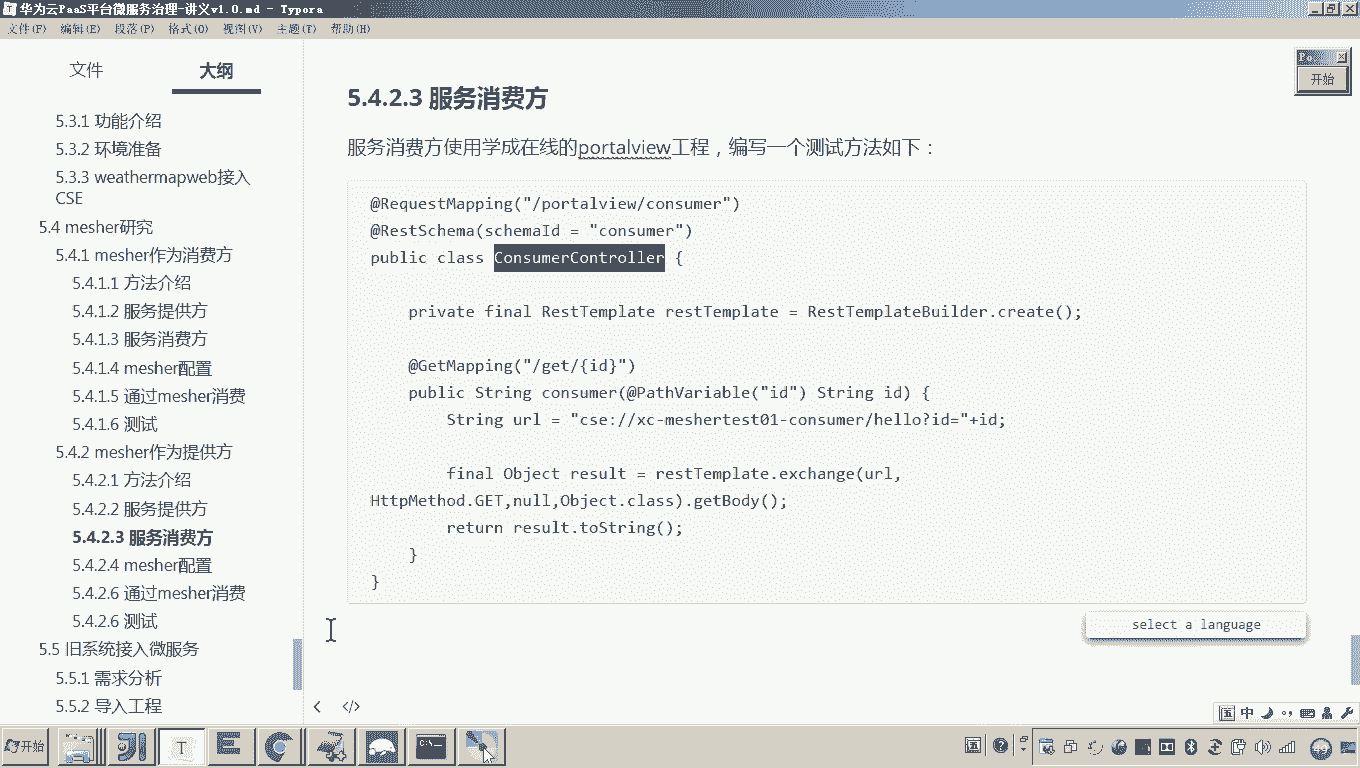 华为云PaaS平台微服务治理-讲义v1.0.md - Typora
文件(F) 编辑(E) 段落(P) 格式(O) 视图(V) 主题(T) 帮助(H)
文件
大纲
5.3.1 功能介绍
5.3.2 环境准备
5.3.3 weathermapweb接入
CSE
5.4 mesher研究
5.4.1 mesher作为消费方
5.4.1.1 方法介绍
5.4.1.2 服务提供方
5.4.1.3 服务消费方
5.4.1.4 mesher配置
5.4.1.5 通过mesher消费
5.4.1.6 测试
5.4.2 mesher作为提供方
5.4.2.1 方法介绍
5.4.2.2 服务提供方
5.4.2.3 服务消费方
5.4.2.4 mesher配置
5.4.2.6 通过mesher消费
5.4.2.6 测试
5.5 旧系统接入微服务
5.5.1 需求分析
5.5.2 导入工程
5.4.2.3 服务消费方
服务消费方使用学成在线的portalview工程，编写一个测试方法如下：
@RequestMapping("/portalview/consumer")
@RestSchema(schemaId = "consumer")
public class ConsumerController {
private final RestTemplate restTemplate = RestTemplateBuilder.create();
@GetMapping("/get/{id}")
public String consumer(@PathVariable("id") String id) {
String url = "cse://xc-meshertest01-consumer/hello?id="+id;
final Object result = restTemplate.exchange(url,
HttpMethod.GET,null,Object.class).getBody();
return result.toString();
}
}
select a language
开始
中
开始